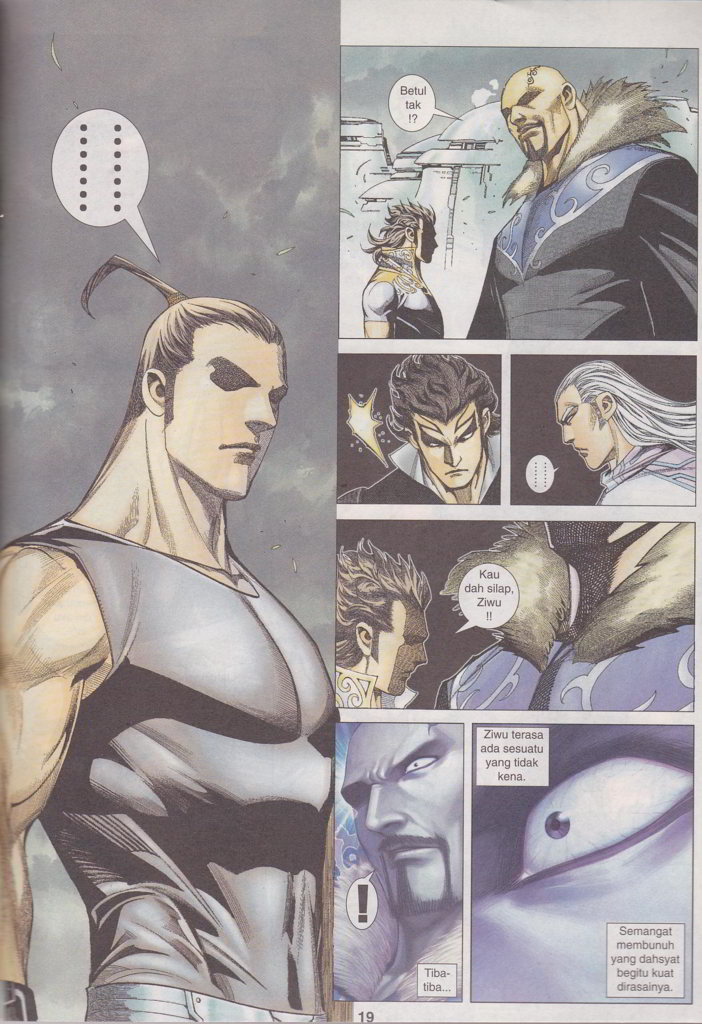 Betul
tak
!?
Kau
dah silap,
Ziwu
!!
Ziwu terasa
ada sesuatu
yang tidak
kena.
!
Tiba-
tiba...
Semangat
membunuh
yang dahsyat
begitu kuat
dirasainya.
19